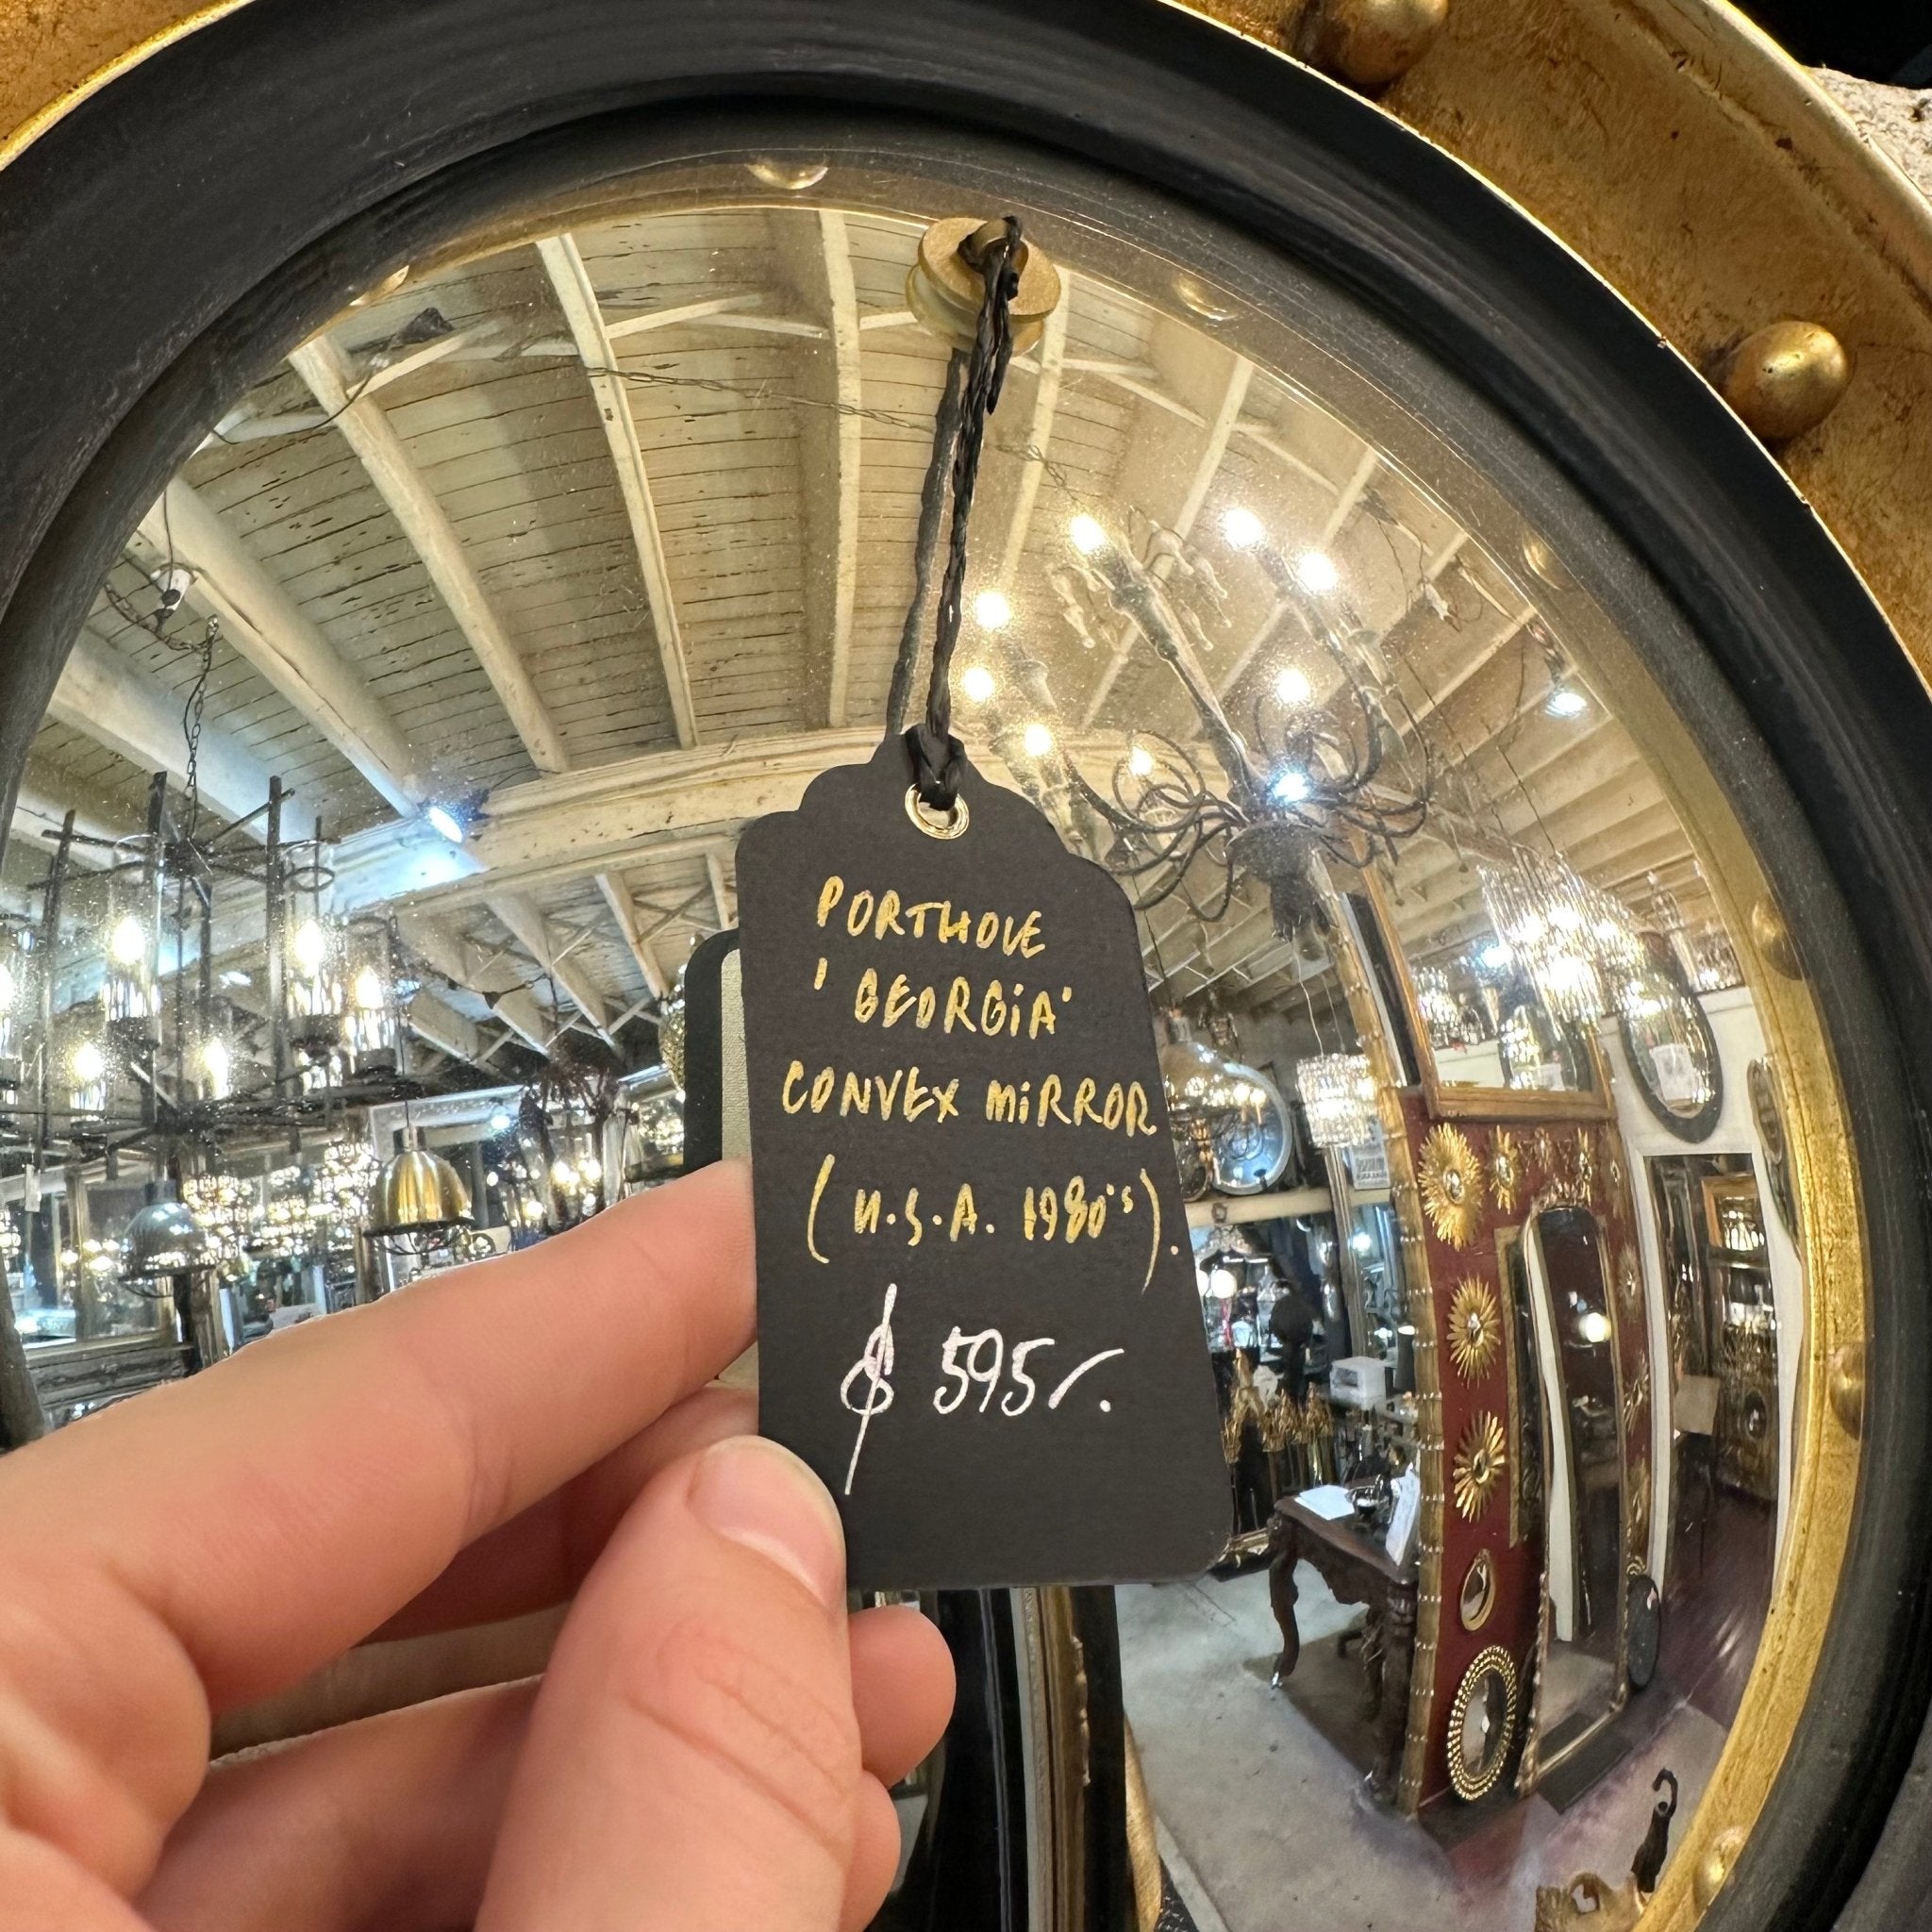 PORTHOLE
'GEORGIA'
CONVEX MIRROR
(U.S.A. 1980's).
$ 595-.